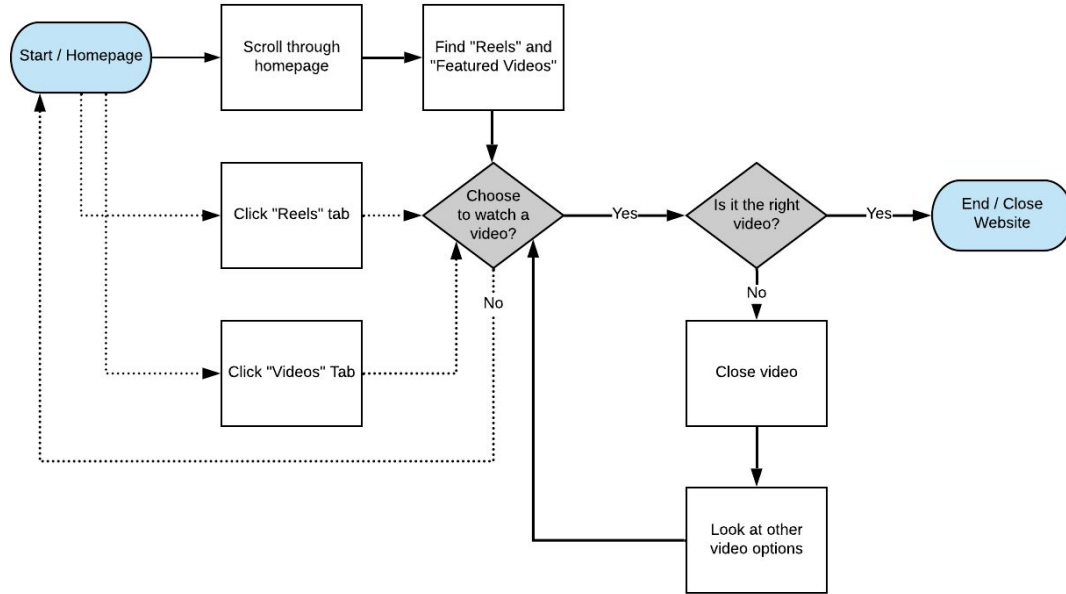 Start / Homepage
Scroll through
homepage
Find "Reels" and
"Featured Videos"
Click "Reels" tab
Choose
to watch a
video?
Yes
Is it the right
video?
Yes
End / Close
Website
No
No
Click "Videos" Tab
Close video
Look at other
video options